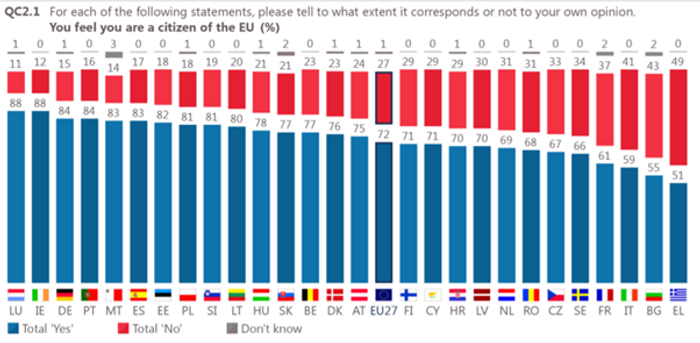 QC2.1 For each of the following statements, please tell to what extent it corresponds or not to your own opinion.
You feel you are a citizen of the EU (%)
1 0 1 0 3 0 0 1 0 0 1 2 0 1 1 1 0 0 1 0 0 1 0 0 2 0 2 0
11 12 15 16 14 17 18 18 19 20 21 21 23 23 24 27 29 29 29 30 31 31 33 34 37 41 43 49
88 88 84 84 83 83 82 81 81 80 78 77 77 76 75 72 71 71 70 70 69 68 67 66 61 59 55 51
LU IE DE PT MT ES EE PL SI LT HU SK BE DK AT EU27 FI CY HR LV NL RO CZ SE FR IT BG EL
Total 'Yes' Total 'No' Don't know